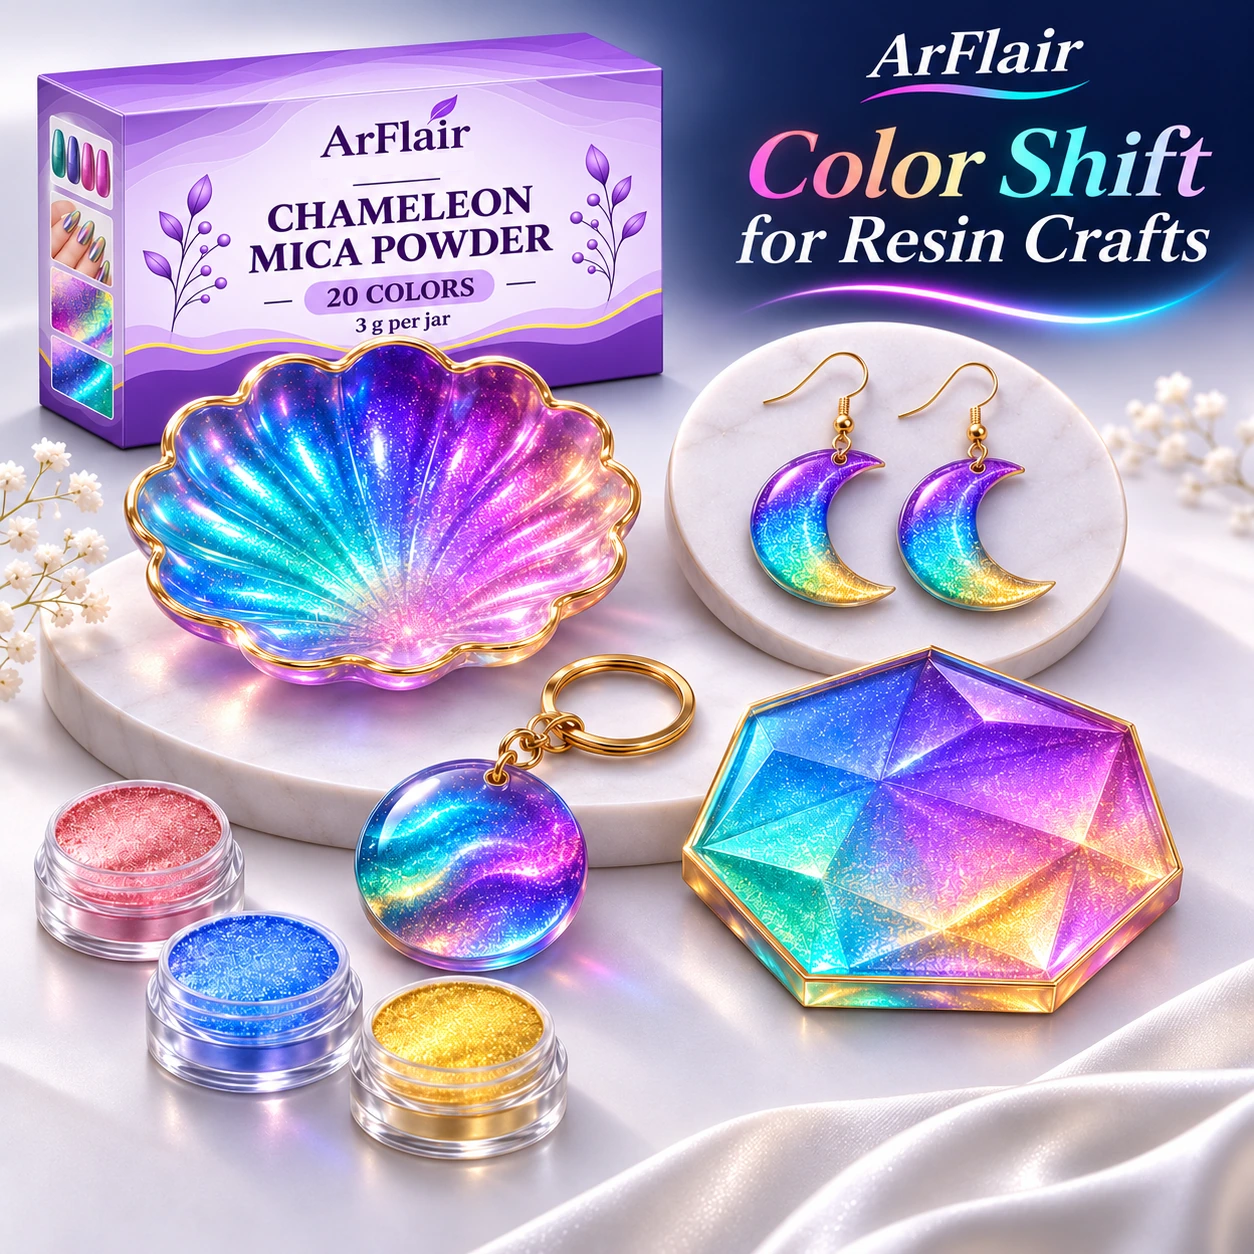 ArFlair
CHAMELEON
MICA POWDER
20 COLORS
3 g per jar
ArFlair
Color Shift
for Resin Crafts